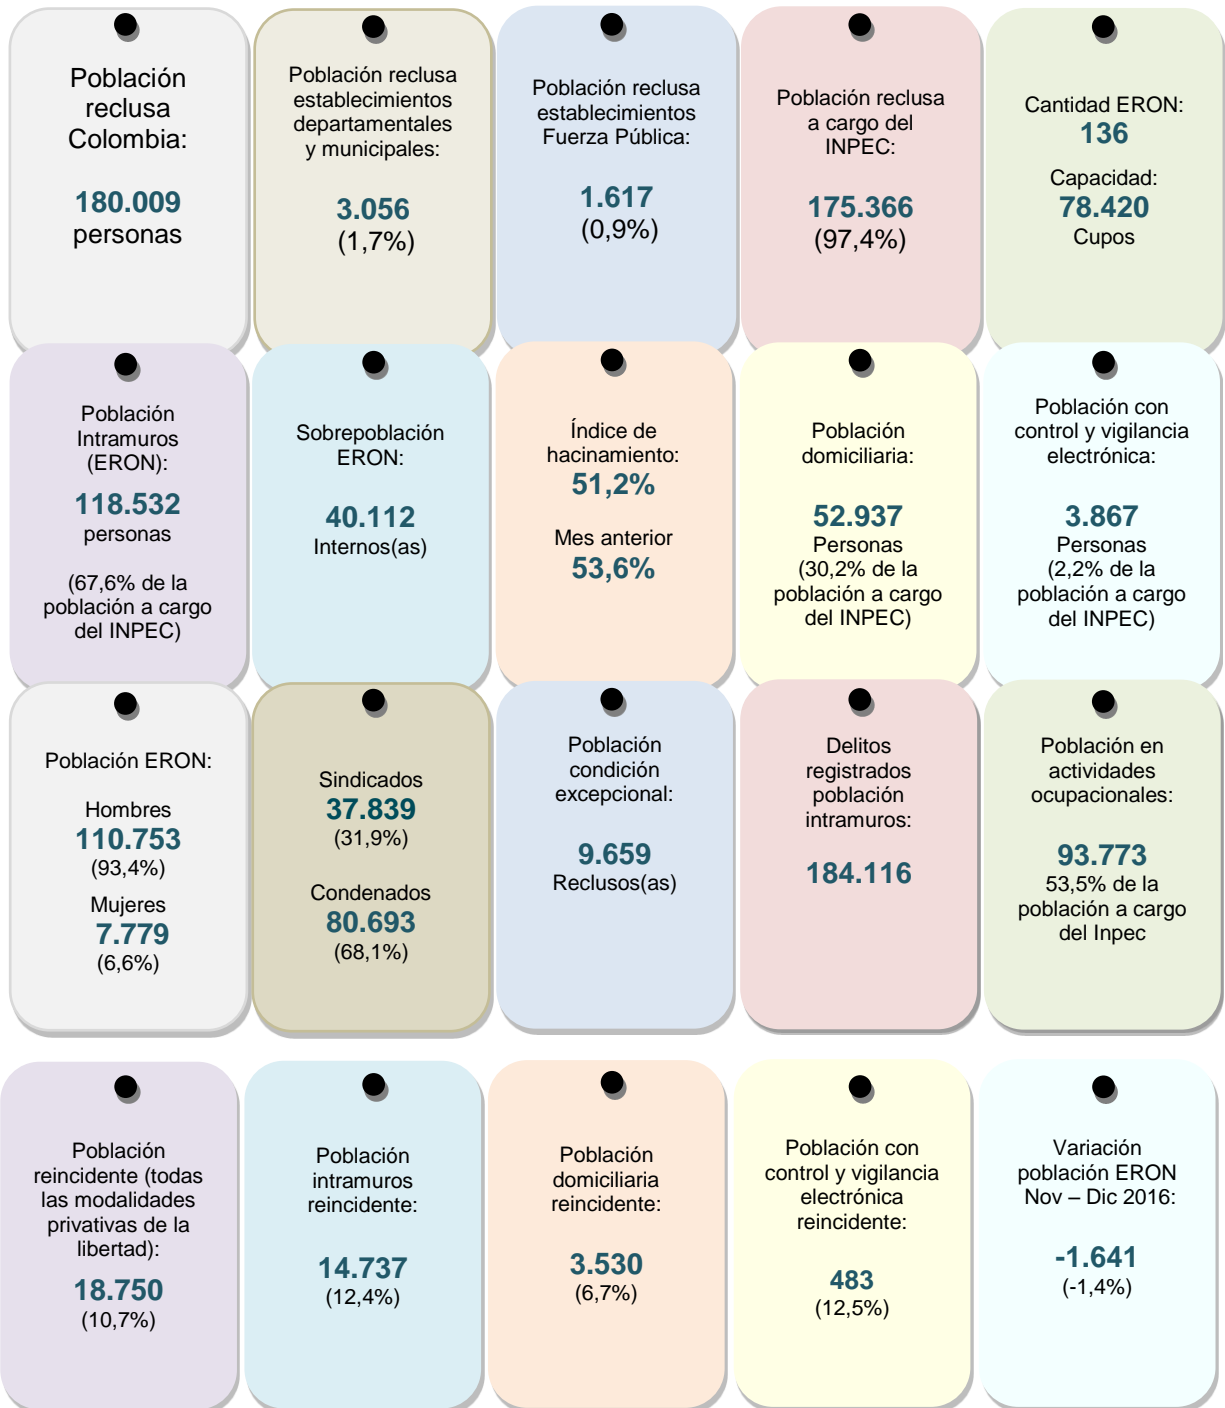 Población
reclusa
Colombia:
180.009
personas
Población reclusa
establecimientos
departamentales
y municipales:
3.056
(1,7%)
Población reclusa
establecimientos
Fuerza Pública:
1.617
(0,9%)
Población reclusa
a cargo del
INPEC:
175.366
(97,4%)
Cantidad ERON:
136
Capacidad:
78.420
Cupos
Población
Intramuros
(ERON):
118.532
personas
(67,6% de la
población a cargo
del INPEC)
Sobrepoblación
ERON:
40.112
Internos(as)
Índice de
hacinamiento:
51,2%
Mes anterior
53,6%
Población
domiciliaria:
52.937
Personas
(30,2% de la
población a cargo
del INPEC)
Población con
control y vigilancia
electrónica:
3.867
Personas
(2,2% de la
población a cargo
del INPEC)
Población ERON:
Hombres
110.753
(93,4%)
Mujeres
7.779
(6,6%)
Sindicados
37.839
(31,9%)
Condenados
80.693
(68,1%)
Población
condición
excepcional:
9.659
Reclusos(as)
Delitos
registrados
población
intramuros:
184.116
Población en
actividades
ocupacionales:
93.773
53,5% de la
población a cargo
del Inpec
Población
reincidente (todas
las modalidades
privativas de la
libertad):
18.750
(10,7%)
Población
intramuros
reincidente:
14.737
(12,4%)
Población
domiciliaria
reincidente:
3.530
(6,7%)
Población con
control y vigilancia
electrónica
reincidente:
483
(12,5%)
Variación
población ERON
Nov – Dic 2016:
-1.641
(-1,4%)